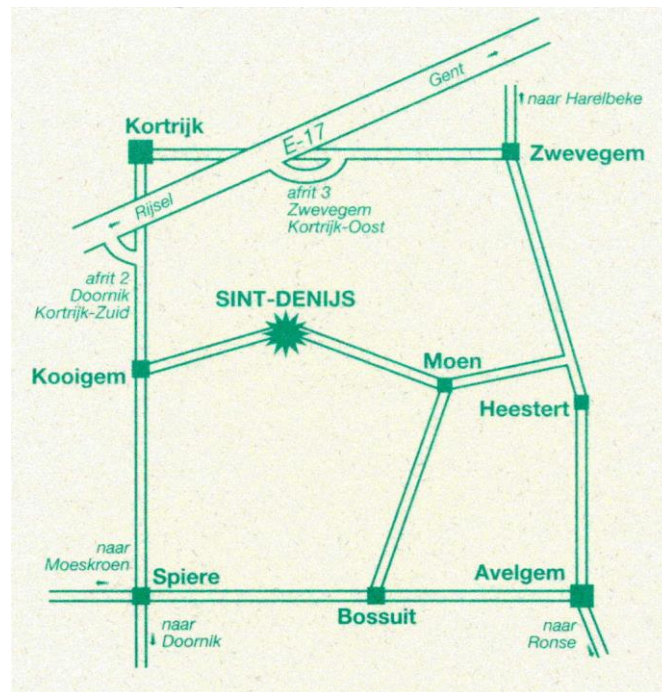 Gent
naar Harelbeke
Kortrijk
E-17
Zwevegem
Rijsel
afrit 3
Zwevegem
Kortrijk-Oost
afrit 2
Doornik
Kortrijk-Zuid
SINT-DENIJS
Moen
Kooigem
Heestert
naar
Moeskroen
Spiere
Avelgem
Bossuit
naar
Doornik
naar
Ronse